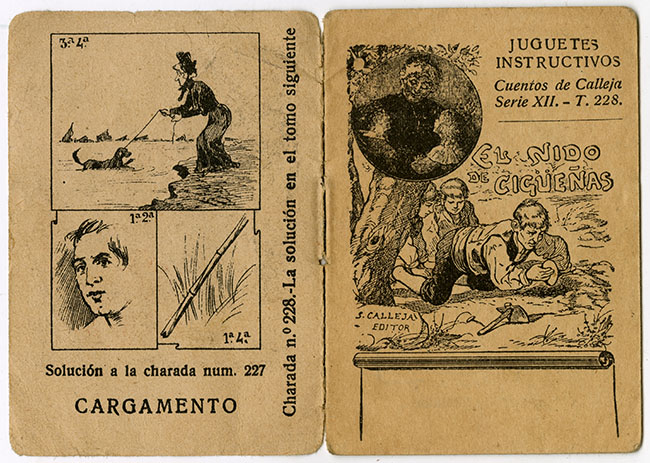 3.ª 4.ª
1.ª 2.ª
1.ª 4.ª
Solución a la charada num. 227
CARGAMENTO
Charada n.º 228.-La solución en el tomo siguiente
JUGUETES
INSTRUCTIVOS
Cuentos de Calleja
Serie XII. - T. 228.
EL NIDO
DE CIGÜEÑAS
S. CALLEJA
EDITOR